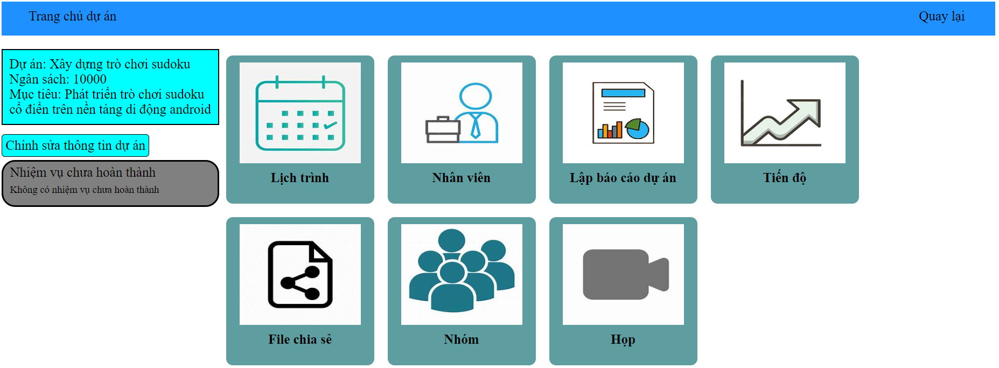 Trang chủ dự án
Quay lại
Dự án: Xây dựng trò chơi sudoku
Ngân sách: 10000
Mục tiêu: Phát triển trò chơi sudoku
cổ điển trên nền tảng di động android
Chỉnh sửa thông tin dự án
Nhiệm vụ chưa hoàn thành
Không có nhiệm vụ chưa hoàn thành
Lịch trình
Nhân viên
Lập báo cáo dự án
Tiến độ
File chia sẻ
Nhóm
Họp